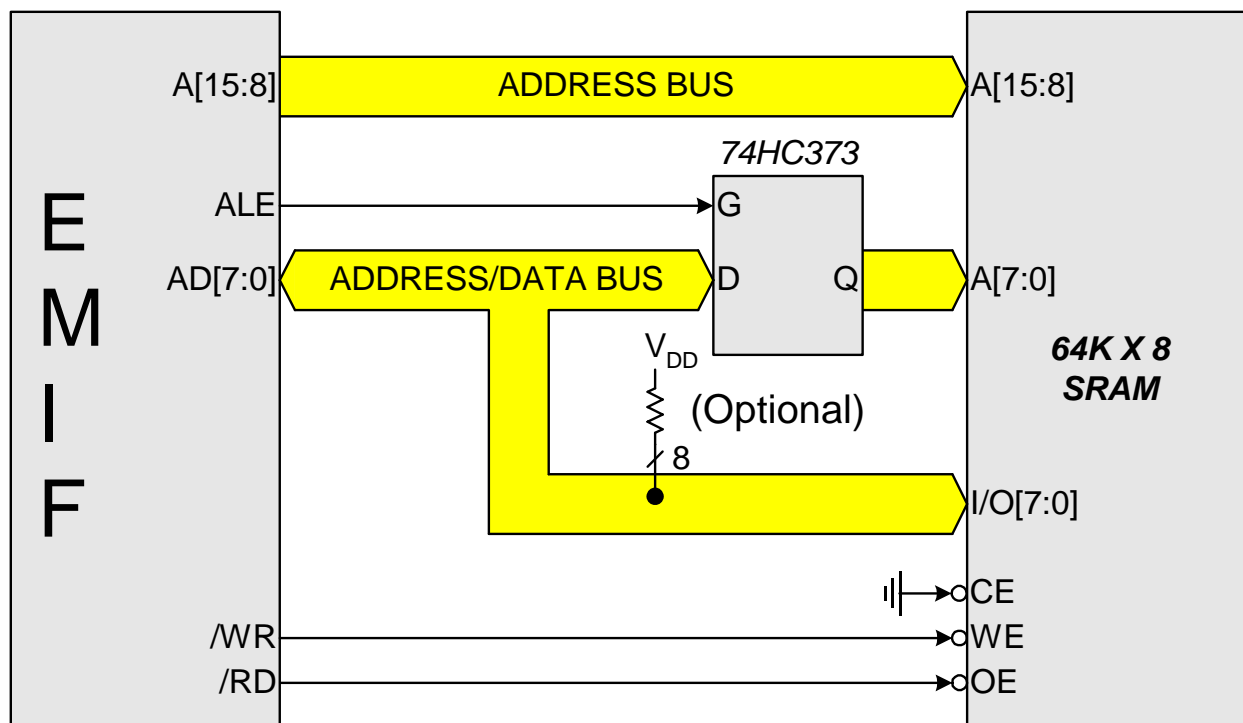 A[15:8]
ADDRESS BUS
A[15:8]
74HC373
ALE
G
AD[7:0]
ADDRESS/DATA BUS
D
Q
A[7:0]
E
M
I
F
VDD
(Optional)
8
64K X 8
SRAM
I/O[7:0]
CE
/WR
WE
/RD
OE